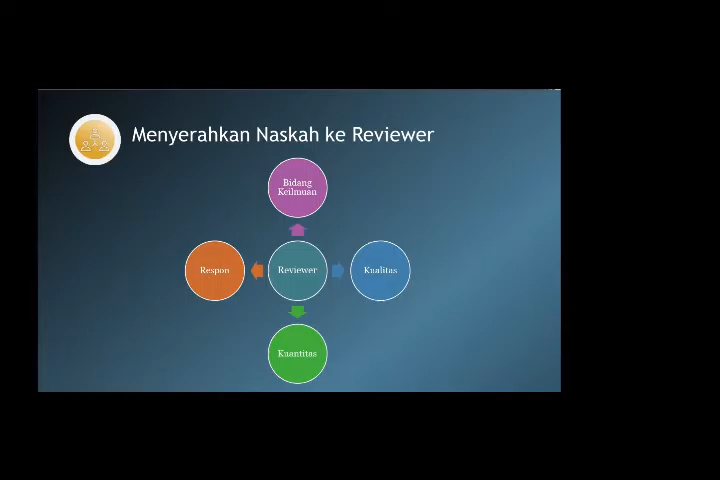 Menyerahkan Naskah ke Reviewer
Bidang
Keilmuan
Respon
Reviewer
Kualitas
Kuantitas